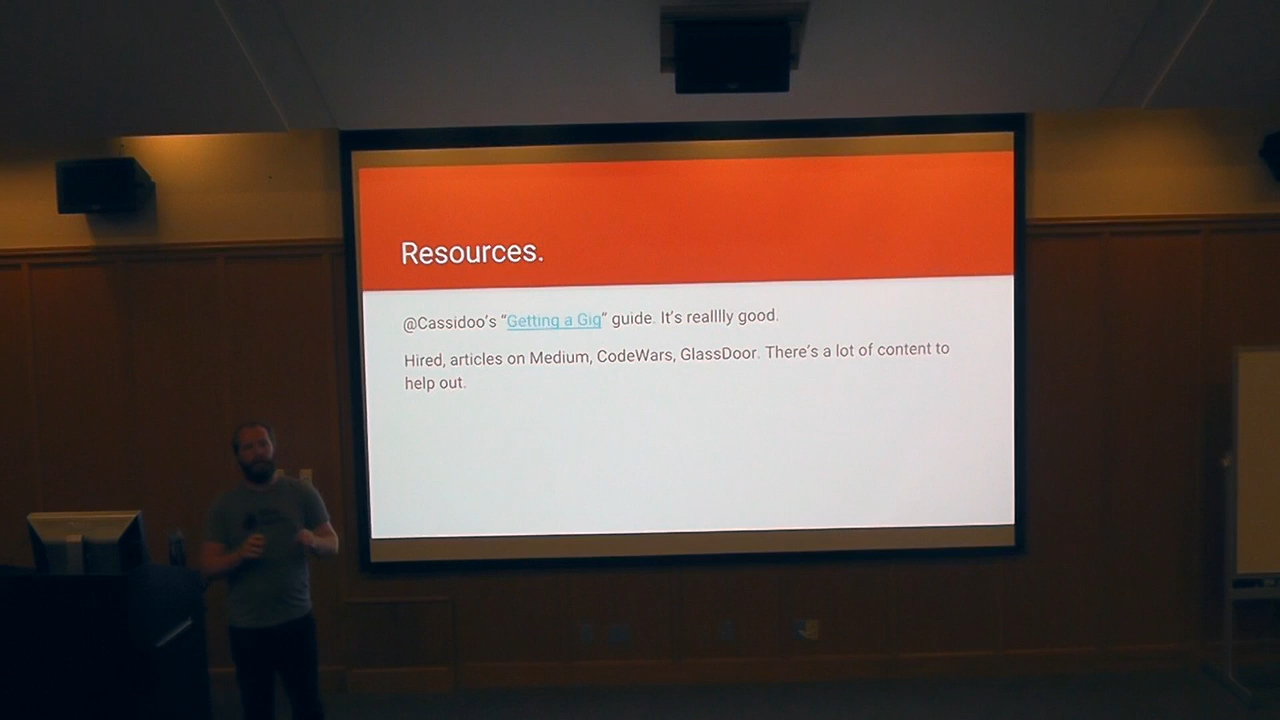 Resources.
@Cassidoo's "Getting a Gig" guide. It's realllly good.
Hired, articles on Medium, CodeWars, GlassDoor. There's a lot of content to
help out.